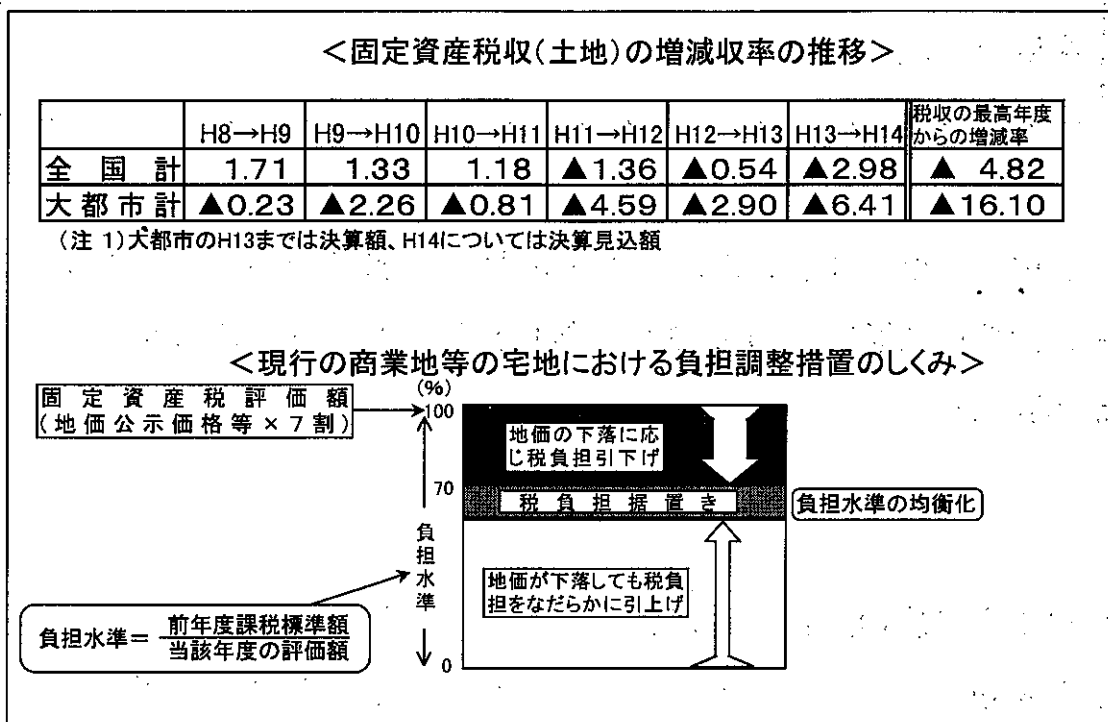 ＜固定資産税収(土地)の増減収率の推移＞
H8→H9 H9→H10 H10→H11 H11→H12 H12→H13 H13→H14 税収の最高年度からの増減率
全国計 1.71 1.33 1.18 ▲1.36 ▲0.54 ▲2.98 ▲ 4.82
大都市計 ▲0.23 ▲2.26 ▲0.81 ▲4.59 ▲2.90 ▲6.41 ▲16.10
(注 1)大都市のH13までは決算額、H14については決算見込額
＜現行の商業地等の宅地における負担調整措置のしくみ＞
固定資産税評価額
(地価公示価格等×7割)
(%)
100
地価の下落に応
じ税負担引下げ
70
税負担据置き
負担水準の均衡化
負担水準
地価が下落しても税負
担をなだらかに引上げ
負担水準＝ 前年度課税標準額
当該年度の評価額
0